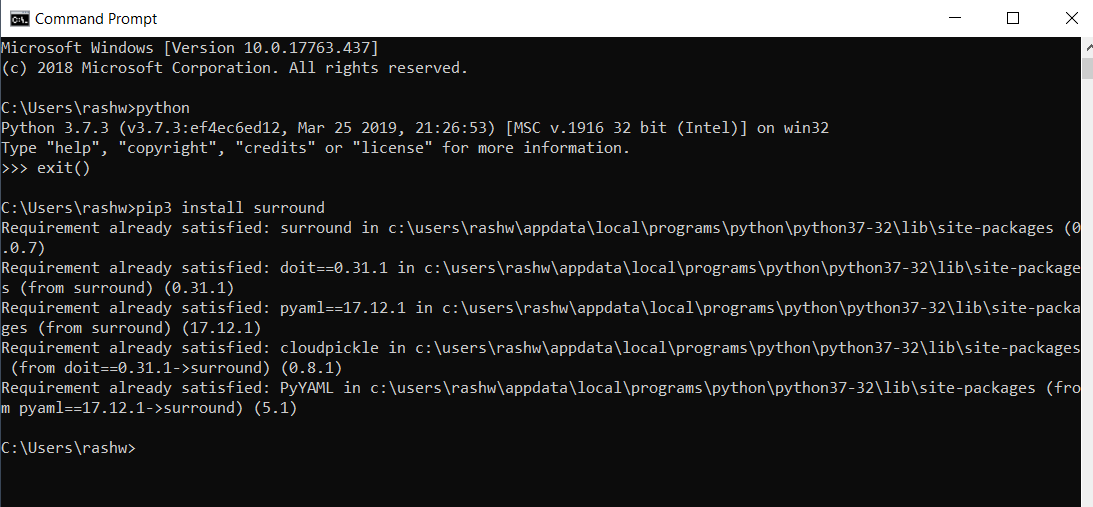 Command Prompt
Microsoft Windows [Version 10.0.17763.437]
(c) 2018 Microsoft Corporation. All rights reserved.
C:\Users\rashw>python
Python 3.7.3 (v3.7.3:ef4ec6ed12, Mar 25 2019, 21:26:53) [MSC v.1916 32 bit (Intel)] on win32
Type "help", "copyright", "credits" or "license" for more information.
>>> exit()
C:\Users\rashw>pip3 install surround
Requirement already satisfied: surround in c:\users\rashw\appdata\local\programs\python\python37-32\lib\site-packages (0
.0.7)
Requirement already satisfied: doit==0.31.1 in c:\users\rashw\appdata\local\programs\python\python37-32\lib\site-package
s (from surround) (0.31.1)
Requirement already satisfied: pyaml==17.12.1 in c:\users\rashw\appdata\local\programs\python\python37-32\lib\site-packa
ges (from surround) (17.12.1)
Requirement already satisfied: cloudpickle in c:\users\rashw\appdata\local\programs\python\python37-32\lib\site-packages
 (from doit==0.31.1->surround) (0.8.1)
Requirement already satisfied: PyYAML in c:\users\rashw\appdata\local\programs\python\python37-32\lib\site-packages (fro
m pyaml==17.12.1->surround) (5.1)
C:\Users\rashw>